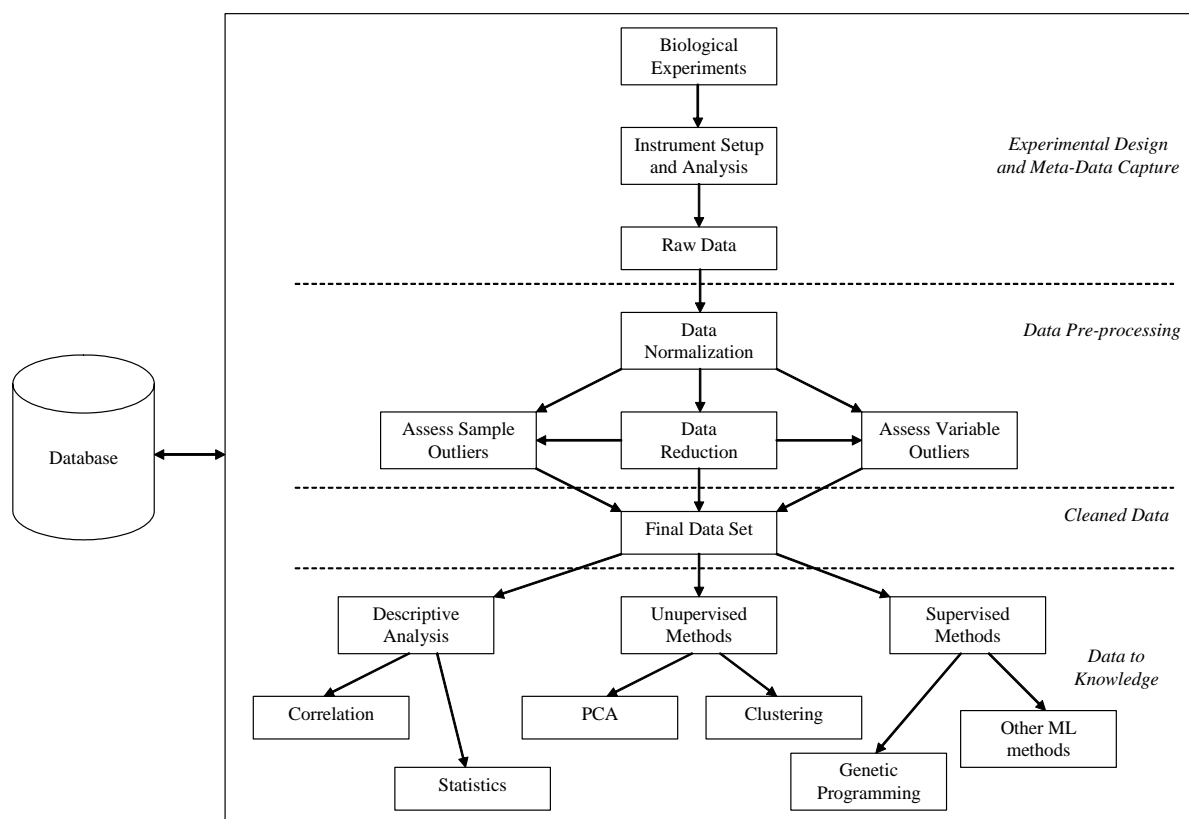 Biological
Experiments
Instrument Setup
and Analysis
Experimental Design
and Meta-Data Capture
Raw Data
Data
Normalization
Data Pre-processing
Database
Assess Sample
Outliers
Data
Reduction
Assess Variable
Outliers
Final Data Set
Cleaned Data
Descriptive
Analysis
Unupervised
Methods
Supervised
Methods
Data to
Knowledge
Correlation
PCA
Clustering
Other ML
methods
Statistics
Genetic
Programming